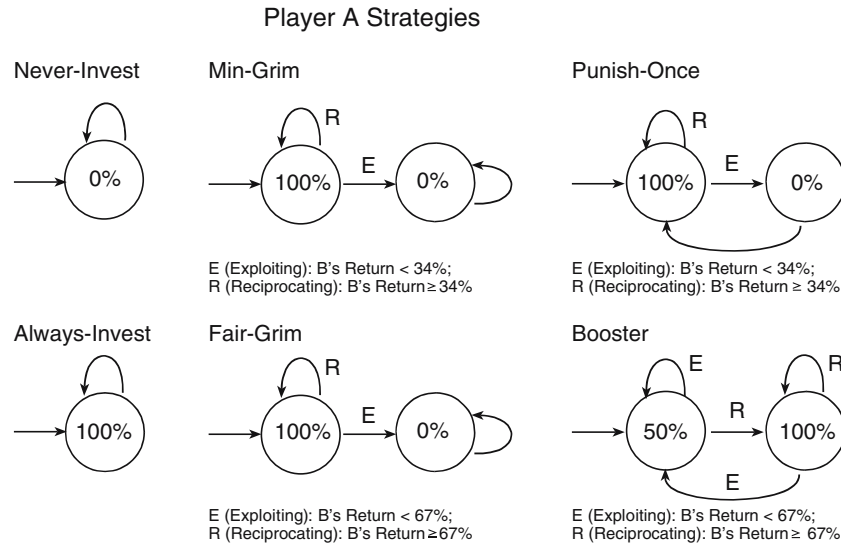 Player A Strategies
Never-Invest
Min-Grim
Punish-Once
R
R
E
E
0%
100%
0%
100%
0%
E (Exploiting): B's Return < 34%;
R (Reciprocating): B's Return ≥ 34%
E (Exploiting): B's Return < 34%;
R (Reciprocating): B's Return ≥ 34%
Always-Invest
Fair-Grim
Booster
R
E
R
E
R
100%
100%
0%
50%
100%
E
E (Exploiting): B's Return < 67%;
R (Reciprocating): B's Return ≥ 67%
E (Exploiting): B's Return < 67%;
R (Reciprocating): B's Return ≥ 67%